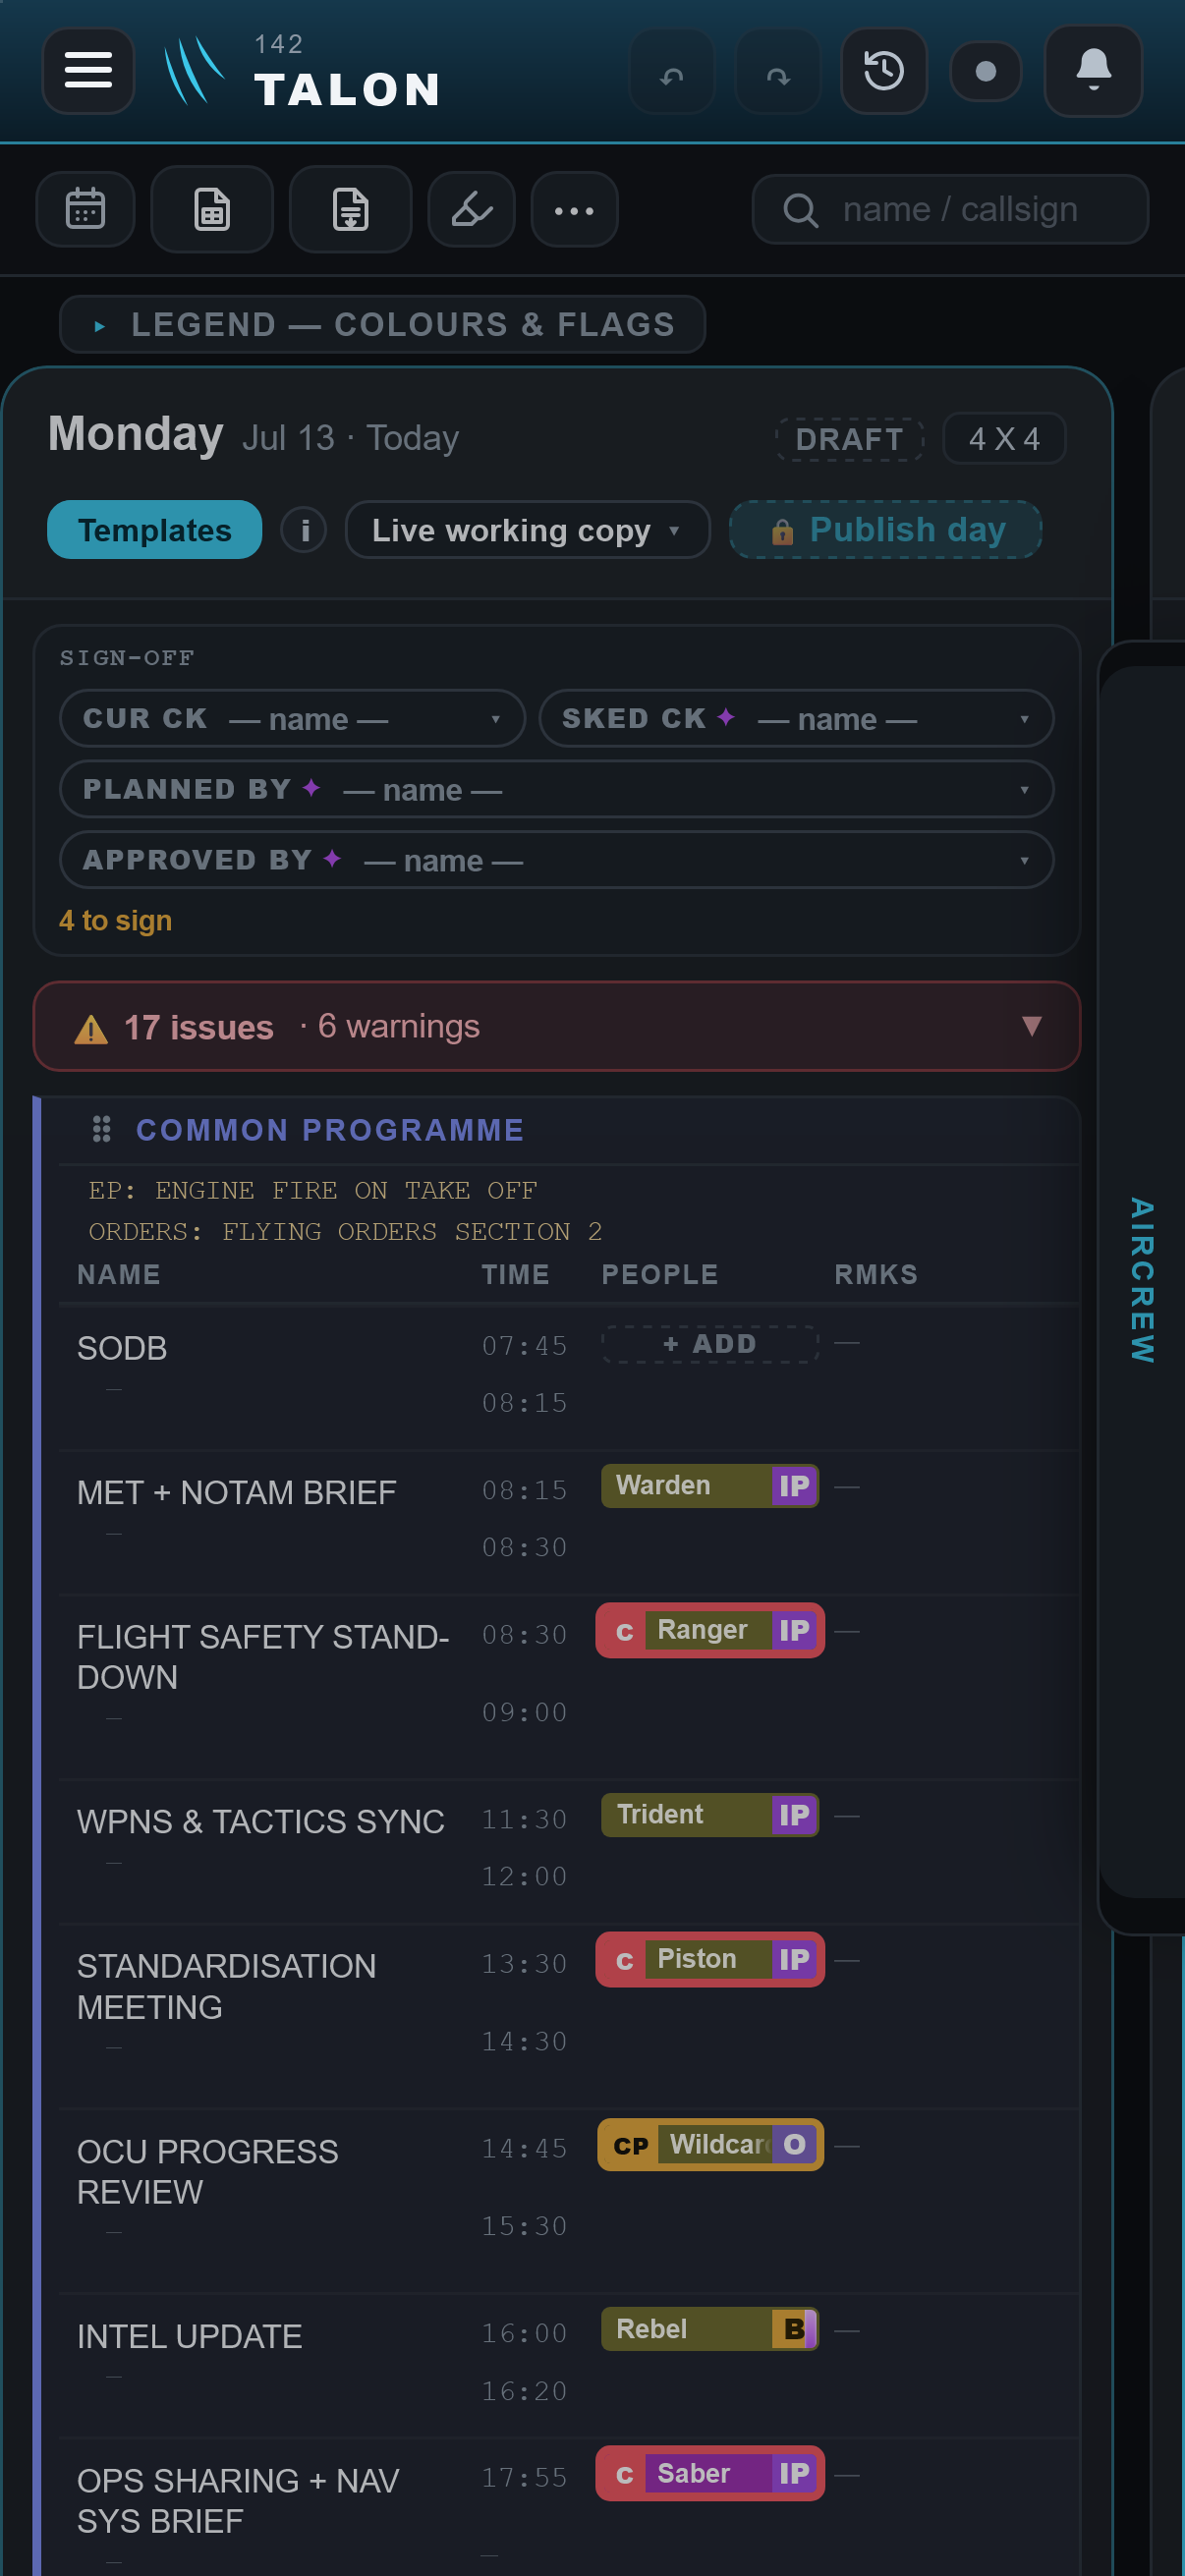 142
TALON
name / callsign
LEGEND — COLOURS & FLAGS
Monday Jul 13 · Today DRAFT 4 X 4
Templates i Live working copy Publish day
SIGN-OFF
CUR CK — name — SKED CK — name —
PLANNED BY — name —
APPROVED BY — name —
4 to sign
17 issues · 6 warnings
COMMON PROGRAMME
EP: ENGINE FIRE ON TAKE OFF
ORDERS: FLYING ORDERS SECTION 2
NAME TIME PEOPLE RMKS
SODB 07:45 + ADD —
— 08:15
MET + NOTAM BRIEF 08:15 Warden IP —
— 08:30
FLIGHT SAFETY STAND- 08:30 C Ranger IP —
DOWN
— 09:00
WPNS & TACTICS SYNC 11:30 Trident IP —
— 12:00
STANDARDISATION 13:30 C Piston IP —
MEETING
— 14:30
OCU PROGRESS 14:45 CP Wildcard O —
REVIEW
— 15:30
INTEL UPDATE 16:00 Rebel B —
— 16:20
OPS SHARING + NAV 17:55 C Saber IP —
SYS BRIEF
— —
AIRCREW